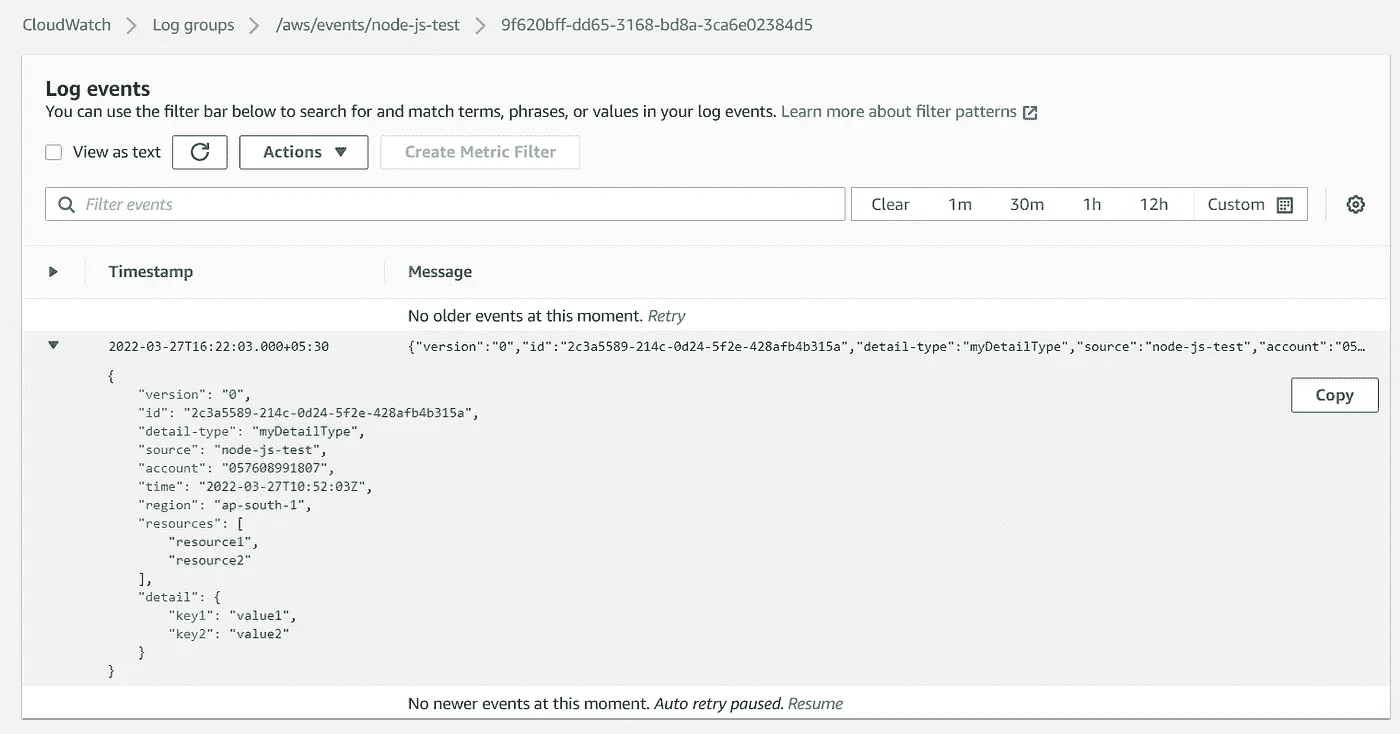 CloudWatch > Log groups > /aws/events/node-js-test > 9f620bff-dd65-3168-bd8a-3ca6e02384d5
Log events
You can use the filter bar below to search for and match terms, phrases, or values in your log events. Learn more about filter patterns
View as text Actions Create Metric Filter
Filter events Clear 1m 30m 1h 12h Custom
Timestamp Message
No older events at this moment. Retry
2022-03-27T16:22:03.000+05:30 {"version":"0","id":"2c3a5589-214c-0d24-5f2e-428afb4b315a","detail-type":"myDetailType","source":"node-js-test","account":"05…
{
"version": "0",
"id": "2c3a5589-214c-0d24-5f2e-428afb4b315a",
"detail-type": "myDetailType",
"source": "node-js-test",
"account": "057608991807",
"time": "2022-03-27T10:52:03Z",
"region": "ap-south-1",
"resources": [
"resource1",
"resource2"
],
"detail": {
"key1": "value1",
"key2": "value2"
}
}
Copy
No newer events at this moment. Auto retry paused. Resume